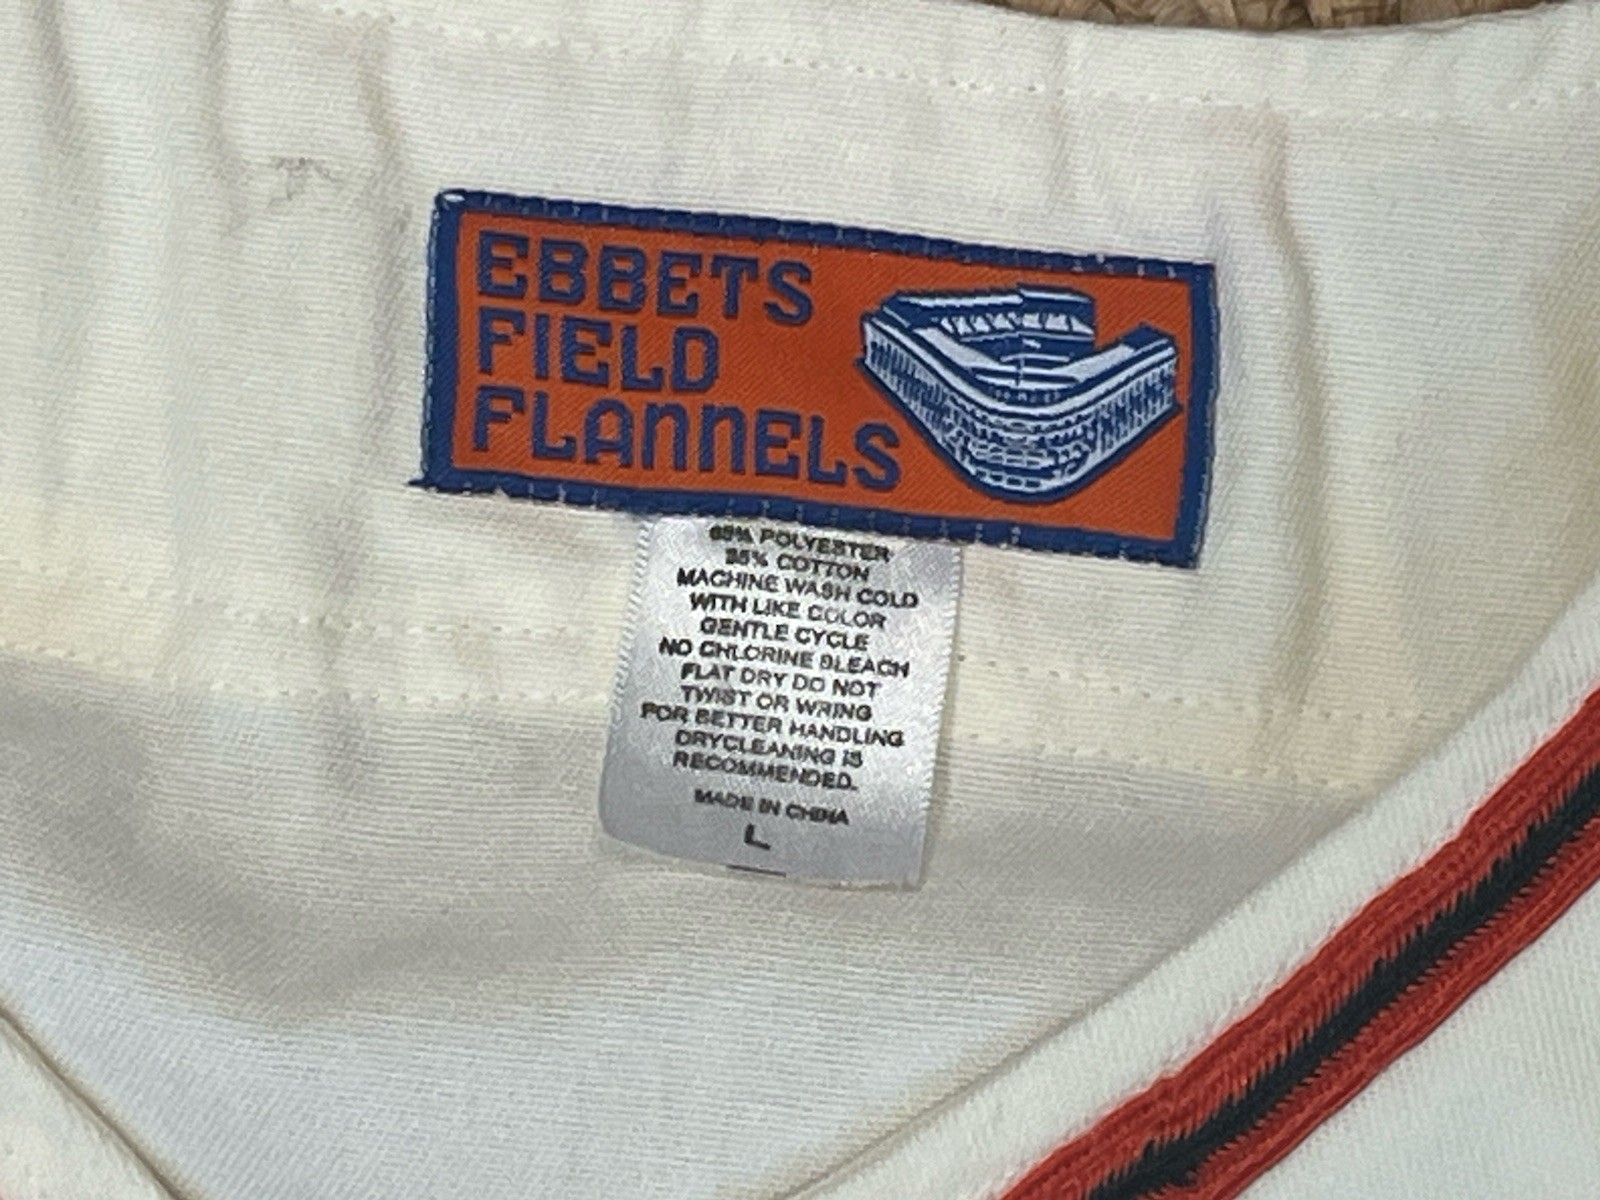 EBBETS
FIELD
FLANNELS
65% POLYESTER
35% COTTON
MACHINE WASH COLD
WITH LIKE COLOR
GENTLE CYCLE
NO CHLORINE BLEACH
FLAT DRY DO NOT
TWIST OR WRING
FOR BETTER HANDLING
DRYCLEANING IS
RECOMMENDED.
MADE IN CHINA
L